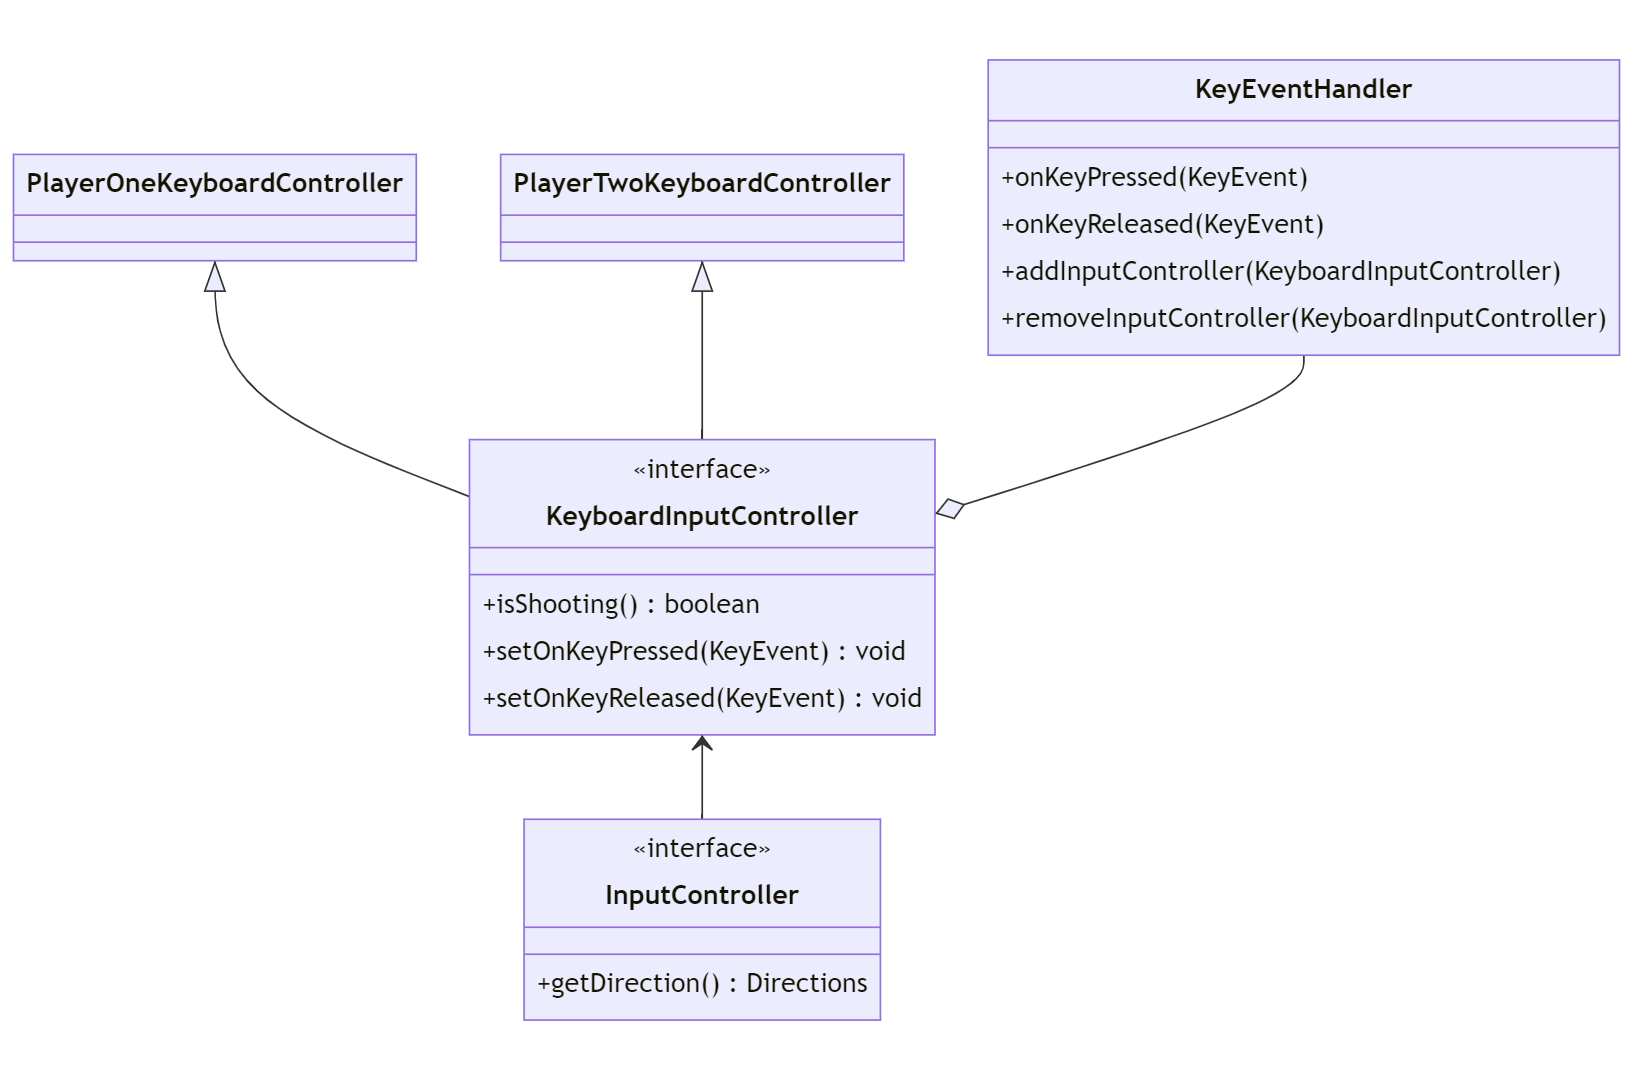 KeyEventHandler
+onKeyPressed(KeyEvent)
+onKeyReleased(KeyEvent)
+addInputController(KeyboardInputController)
+removeInputController(KeyboardInputController)
PlayerOneKeyboardController
PlayerTwoKeyboardController
«interface»
KeyboardInputController
+isShooting() : boolean
+setOnKeyPressed(KeyEvent) : void
+setOnKeyReleased(KeyEvent) : void
«interface»
InputController
+getDirection() : Directions